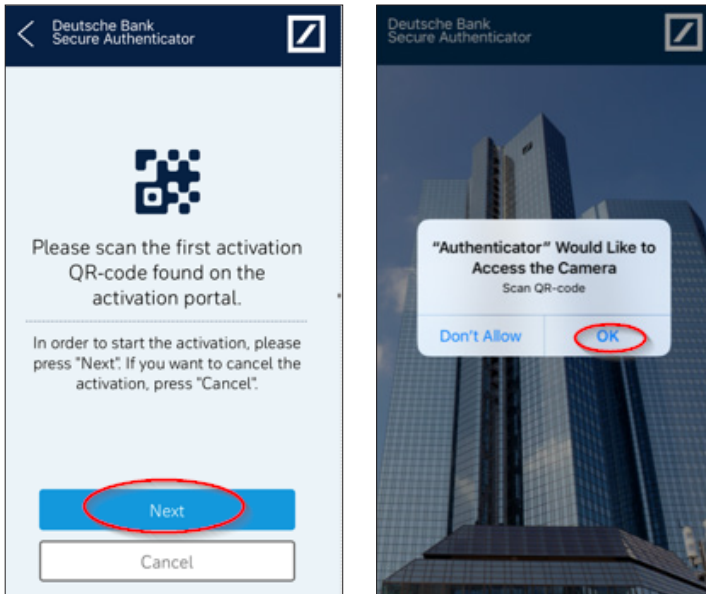 Deutsche Bank
Secure Authenticator
Please scan the first activation
QR-code found on the
activation portal.
In order to start the activation, please
press "Next". If you want to cancel the
activation, press "Cancel".
Next
Cancel
Deutsche Bank
Secure Authenticator
"Authenticator" Would Like to
Access the Camera
Scan QR-code
Don't Allow
OK